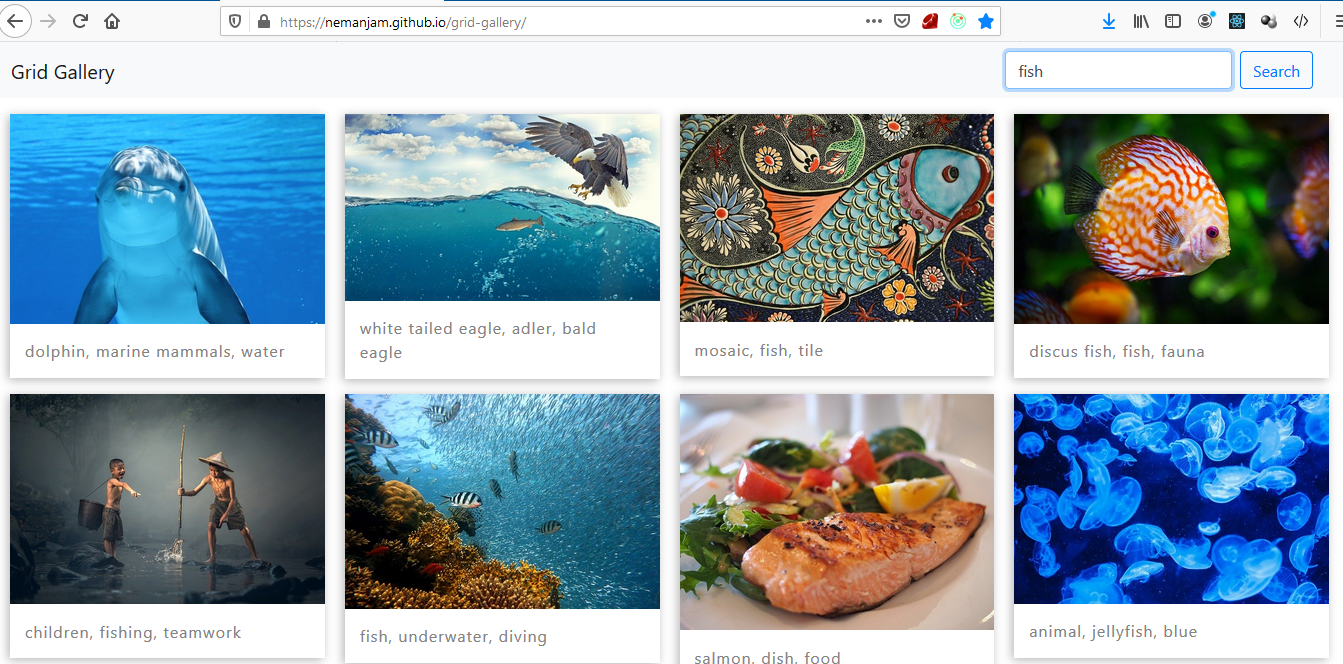 https://nemanjam.github.io/grid-gallery/
Grid Gallery
fish
Search
dolphin, marine mammals, water
white tailed eagle, adler, bald
eagle
mosaic, fish, tile
discus fish, fish, fauna
children, fishing, teamwork
fish, underwater, diving
salmon, dish, food
animal, jellyfish, blue